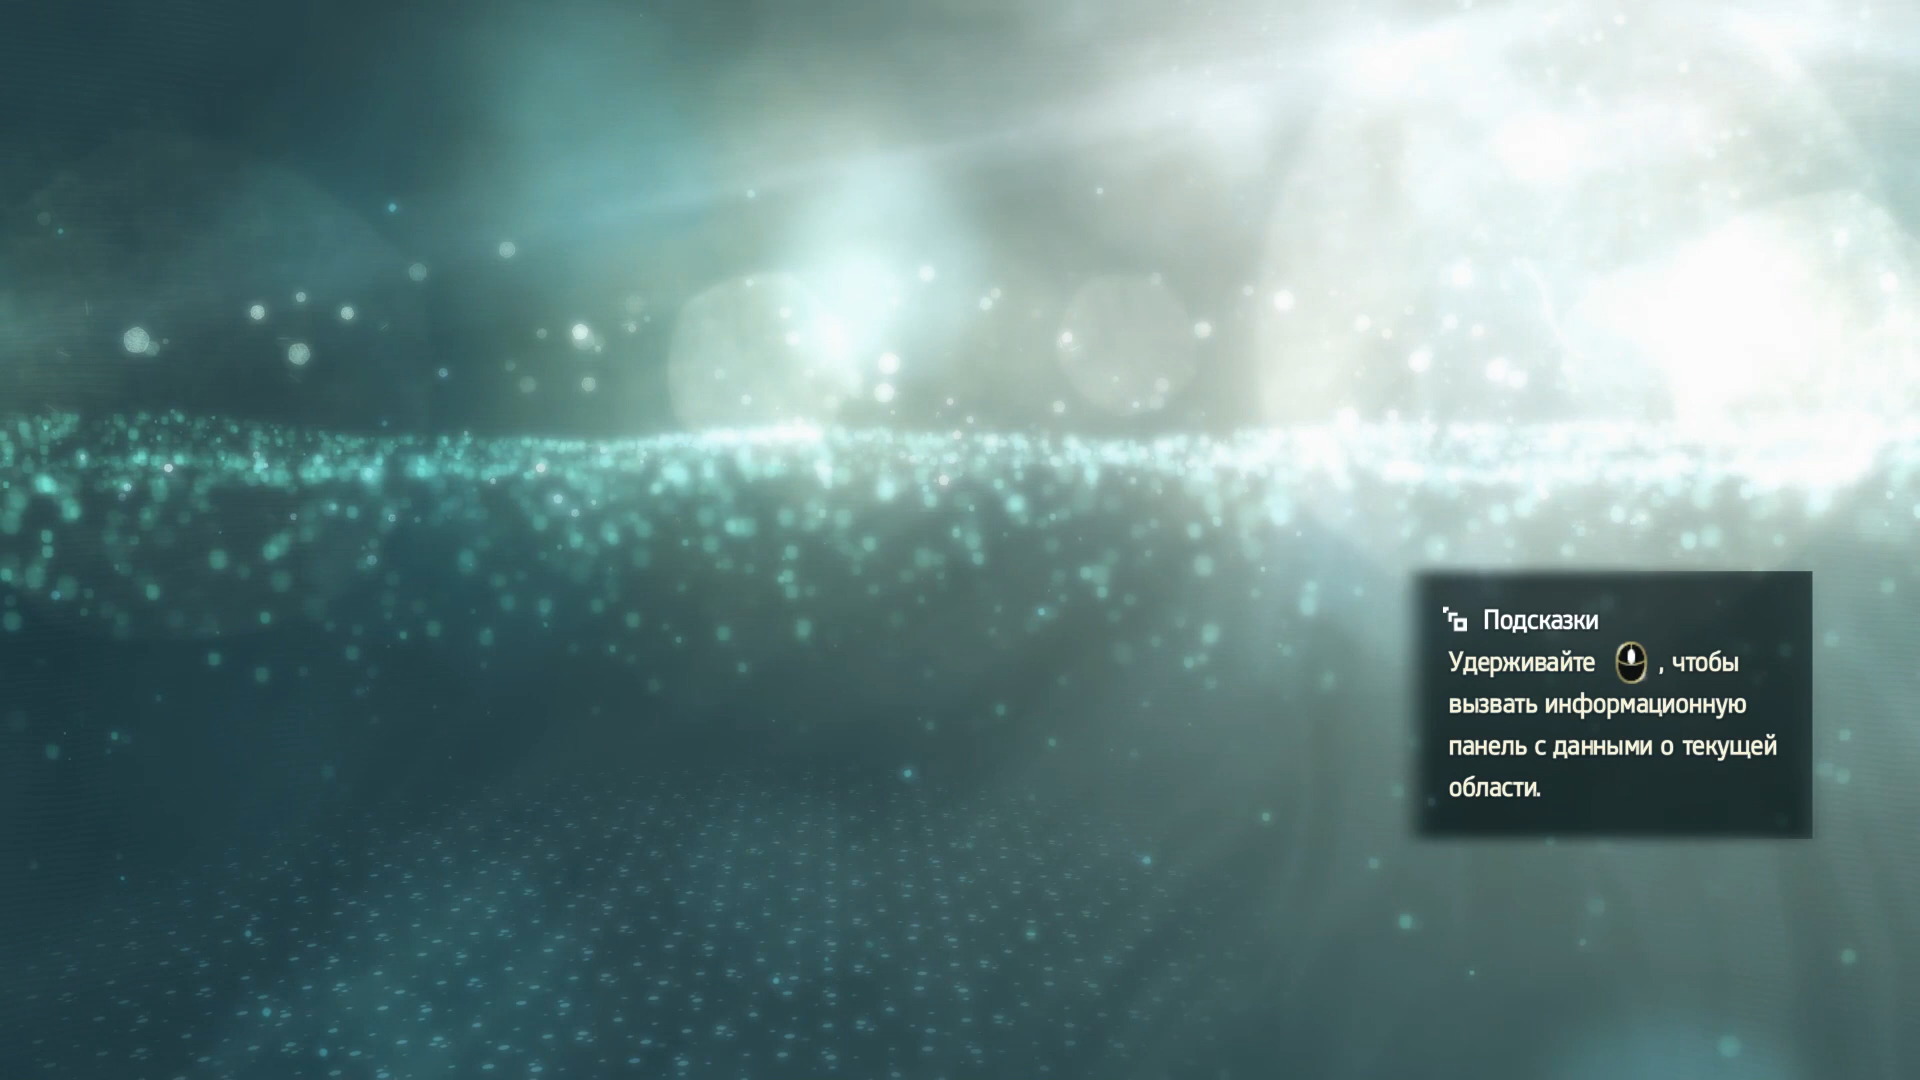 Подсказки
Удерживайте , чтобы
вызвать информационную
панель с данными о текущей
области.